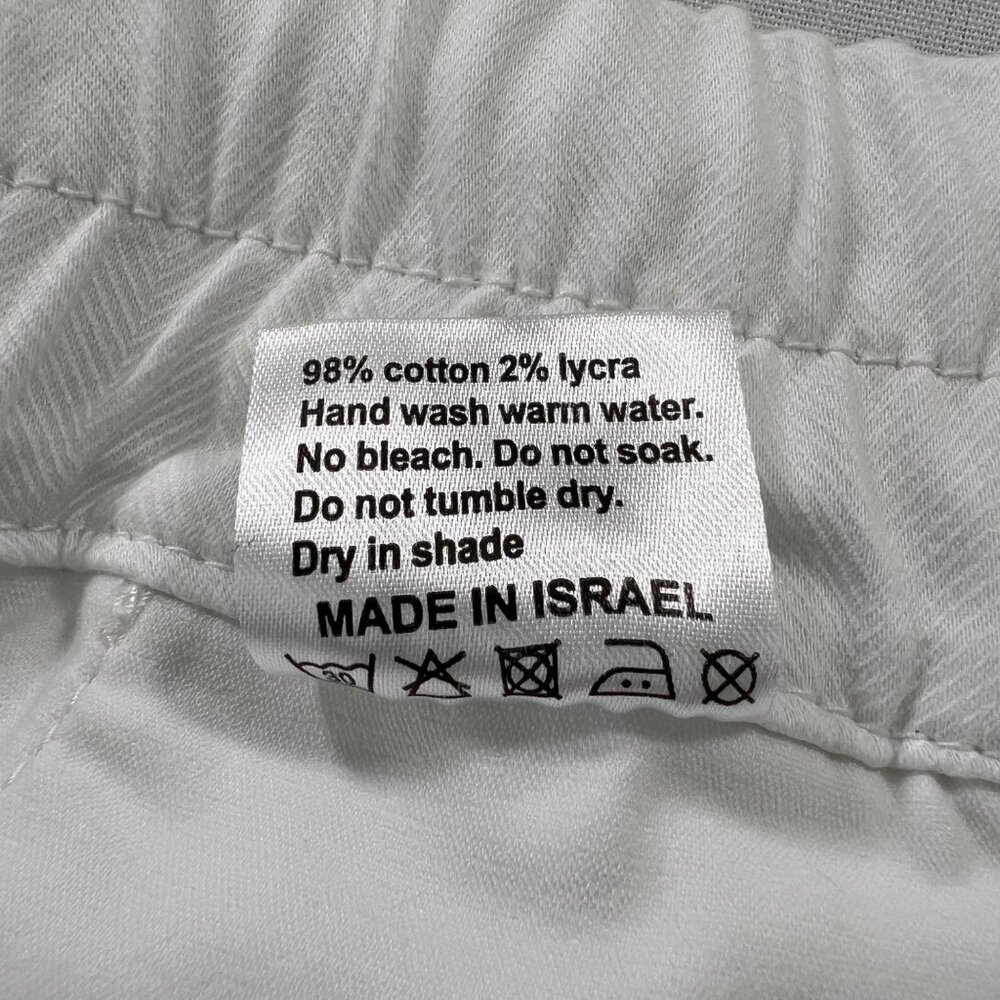 98% cotton 2% lycra
Hand wash warm water.
No bleach. Do not soak.
Do not tumble dry.
Dry in shade
MADE IN ISRAEL
30